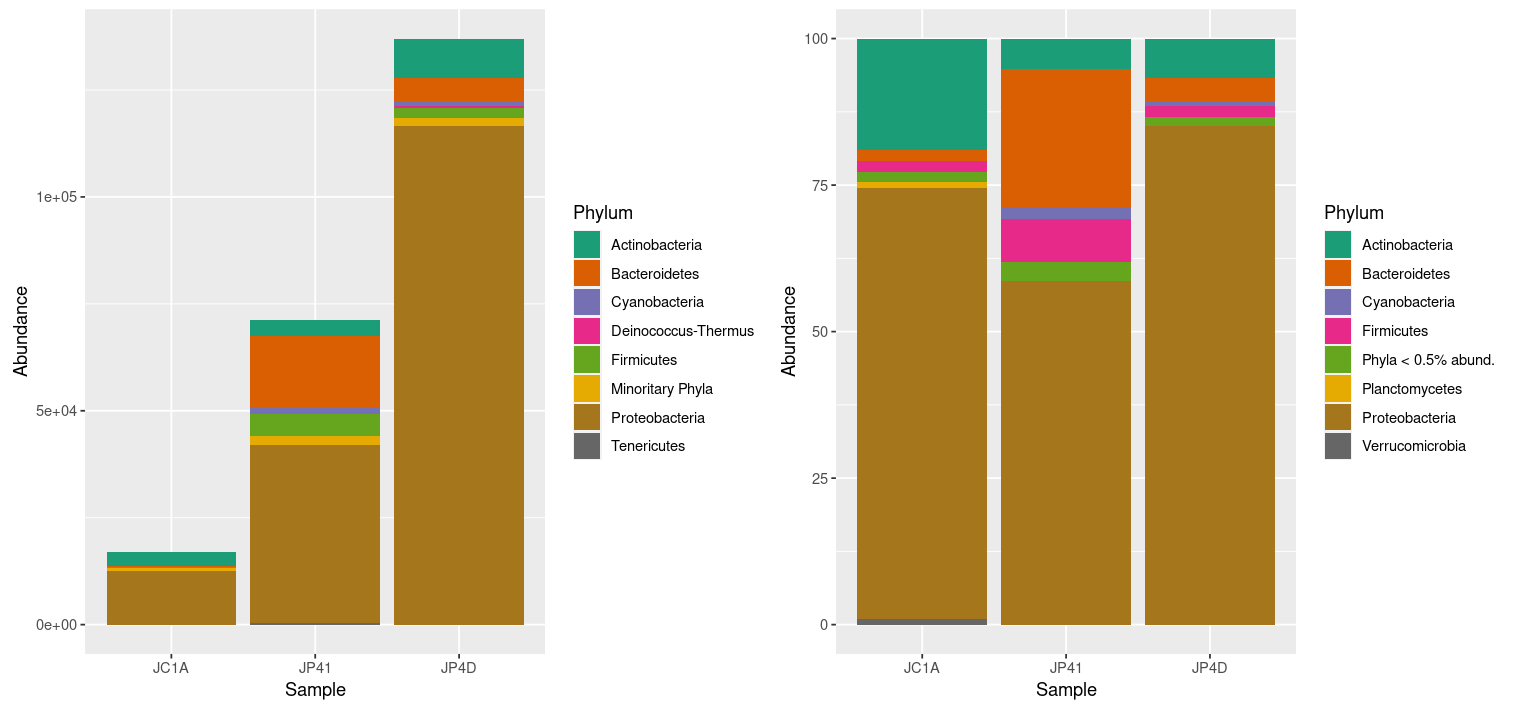 Abundance
1e+05
5e+04
0e+00
JC1A
JP41
JP4D
Sample
Phylum
Actinobacteria
Bacteroidetes
Cyanobacteria
Deinococcus-Thermus
Firmicutes
Minoritary Phyla
Proteobacteria
Tenericutes
Abundance
100
75
50
25
0
JC1A
JP41
JP4D
Sample
Phylum
Actinobacteria
Bacteroidetes
Cyanobacteria
Firmicutes
Phyla < 0.5% abund.
Planctomycetes
Proteobacteria
Verrucomicrobia